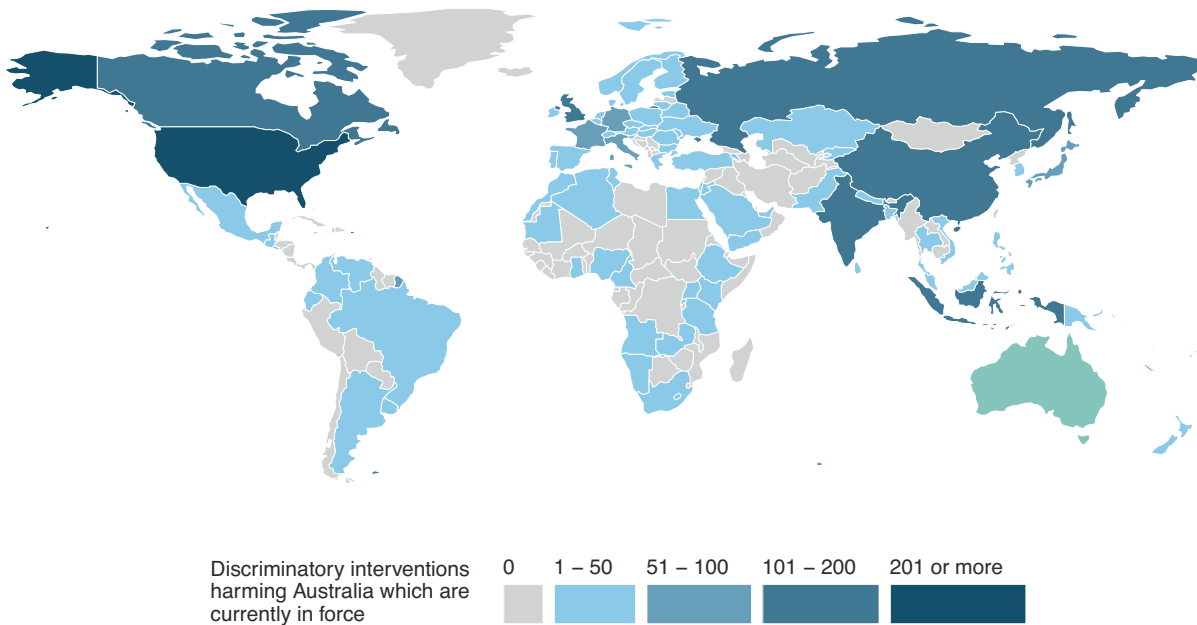 Discriminatory interventions
harming Australia which are
currently in force
0
1 – 50
51 – 100
101 – 200
201 or more